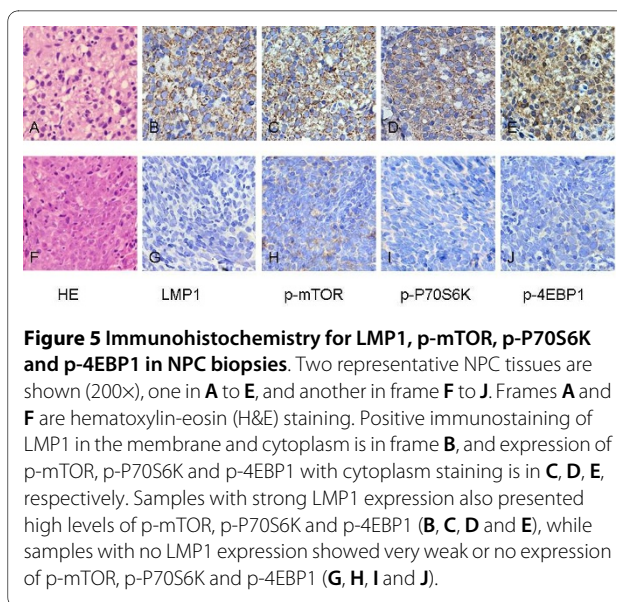 A B C D E
F G H I J
HE LMP1 p-mTOR p-P70S6K p-4EBP1
Figure 5 Immunohistochemistry for LMP1, p-mTOR, p-P70S6K
and p-4EBP1 in NPC biopsies. Two representative NPC tissues are
shown (200×), one in A to E, and another in frame F to J. Frames A and
F are hematoxylin-eosin (H&E) staining. Positive immunostaining of
LMP1 in the membrane and cytoplasm is in frame B, and expression of
p-mTOR, p-P70S6K and p-4EBP1 with cytoplasm staining is in C, D, E,
respectively. Samples with strong LMP1 expression also presented
high levels of p-mTOR, p-P70S6K and p-4EBP1 (B, C, D and E), while
samples with no LMP1 expression showed very weak or no expression
of p-mTOR, p-P70S6K and p-4EBP1 (G, H, I and J).